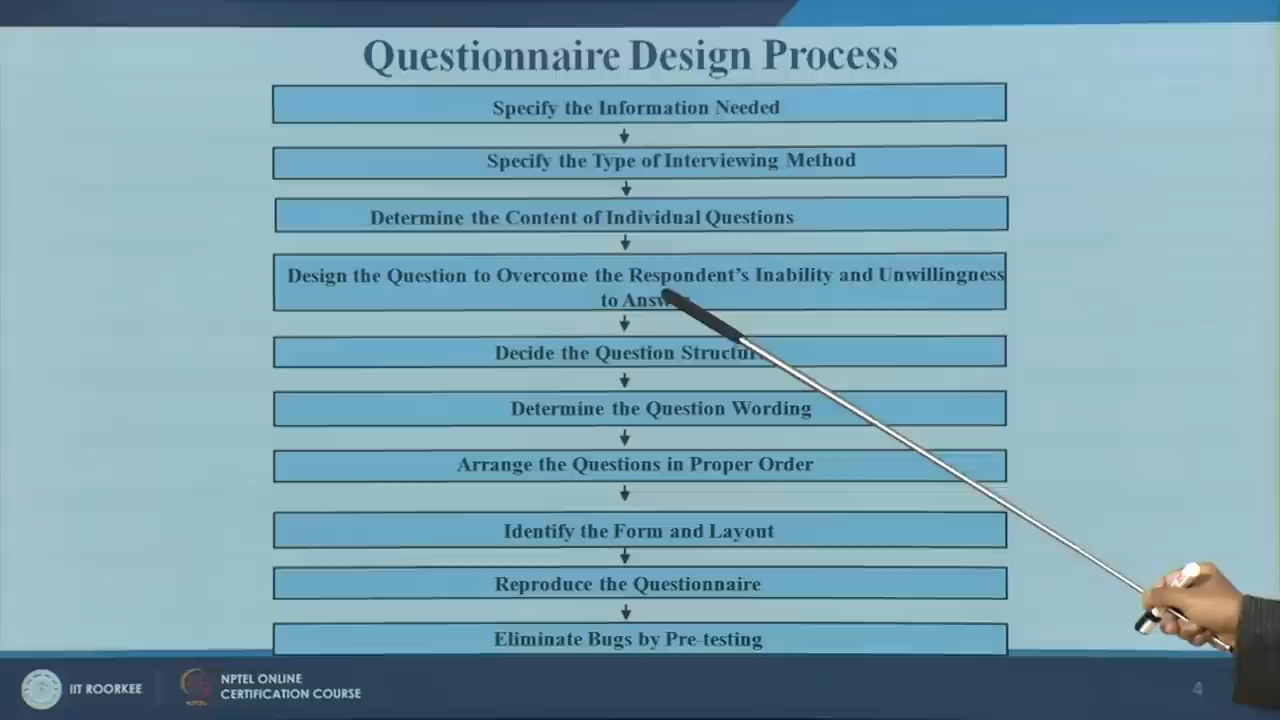 Questionnaire Design Process
Specify the Information Needed
Specify the Type of Interviewing Method
Determine the Content of Individual Questions
Design the Question to Overcome the Respondent's Inability and Unwillingness
to
Decide the Question
Determine the Question Wording
Arrange the Questions in Proper Order
Identify the Form and Layout
Reproduce the Questionnaire
Eliminate Bugs by Pre-testing
IIT ROORKEE
NPTEL ONLINE
CERTIFICATION COURSE
4